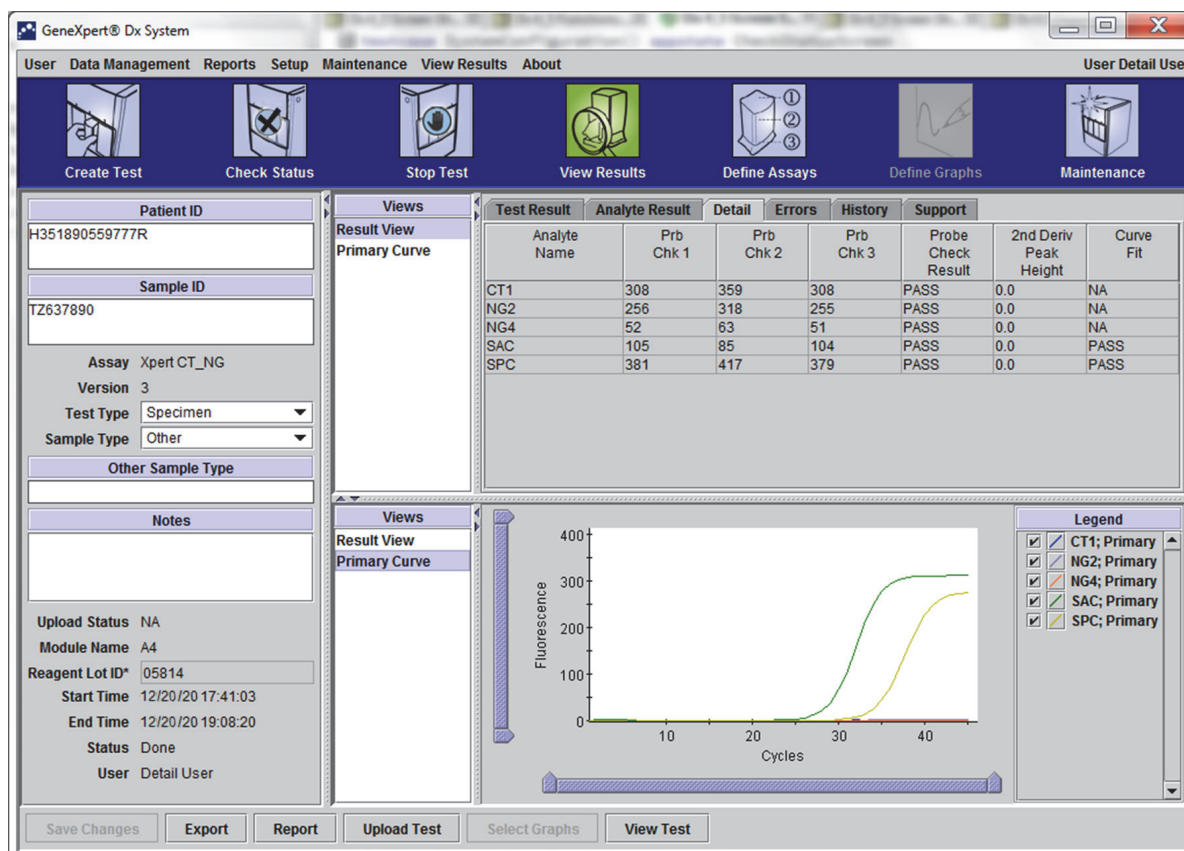 GeneXpert® Dx System
User Data Management Reports Setup Maintenance View Results About User Detail Use
① ② ③
Create Test Check Status Stop Test View Results Define Assays Define Graphs Maintenance
Patient ID
H351890559777R
Sample ID
TZ637890
Assay Xpert CT_NG
Version 3
Test Type Specimen
Sample Type Other
Other Sample Type
Notes
Upload Status NA
Module Name A4
Reagent Lot ID* 05814
Start Time 12/20/20 17:41:03
End Time 12/20/20 19:08:20
Status Done
User Detail User
Views
Result View
Primary Curve
Test Result Analyte Result Detail Errors History Support
Analyte Name Prb Chk 1 Prb Chk 2 Prb Chk 3 Probe Check Result 2nd Deriv Peak Height Curve Fit
CT1 308 359 308 PASS 0.0 NA
NG2 256 318 255 PASS 0.0 NA
NG4 52 63 51 PASS 0.0 NA
SAC 105 85 104 PASS 0.0 PASS
SPC 381 417 379 PASS 0.0 PASS
Views
Result View
Primary Curve
Fluorescence
400
300
200
100
0
10 20 30 40
Cycles
Legend
CT1; Primary
NG2; Primary
NG4; Primary
SAC; Primary
SPC; Primary
Save Changes Export Report Upload Test Select Graphs View Test